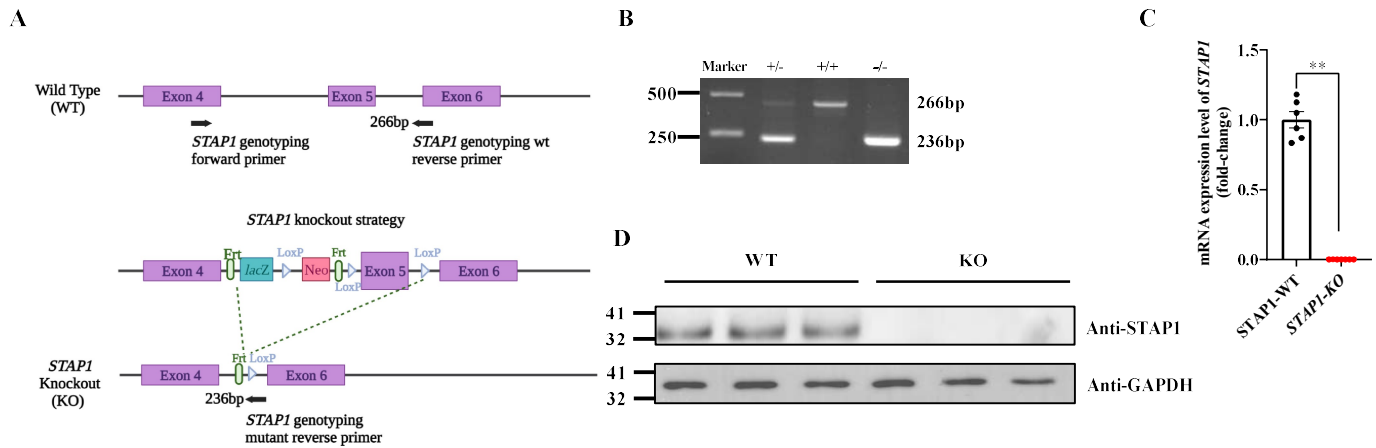 A
Wild Type
(WT)
Exon 4
Exon 5
Exon 6
266bp
STAP1 genotyping
forward primer
STAP1 genotyping wt
reverse primer
STAP1 knockout strategy
Exon 4
Frt
lacZ
LoxP
Neo
Frt
LoxP
Exon 5
LoxP
Exon 6
STAP1
Knockout
(KO)
Exon 4
Frt
LoxP
Exon 6
236bp
STAP1 genotyping
mutant reverse primer
B
Marker
+/-
+/+
-/-
500
250
266bp
236bp
C
mRNA expression level of STAP1
(fold-change)
1.5
1.0
0.5
0.0
**
STAP1-WT
STAP1-KO
D
WT
KO
41
32
Anti-STAP1
41
32
Anti-GAPDH